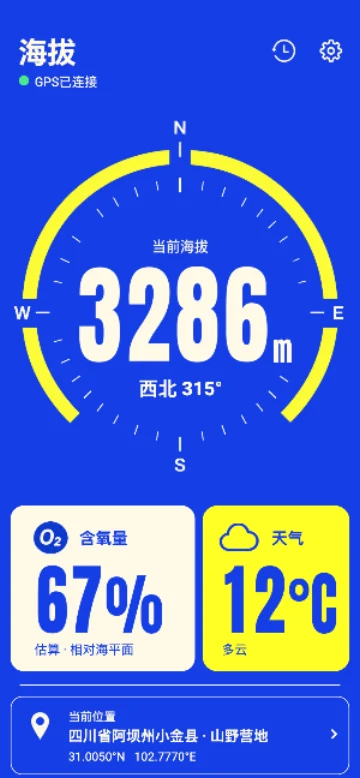 海拔
GPS已连接
N
当前海拔
W
3286m
E
西北 315°
S
O₂ 含氧量
67%
估算 · 相对海平面
天气
12°C
多云
当前位置
四川省阿坝州小金县 · 山野营地
31.0050°N 102.7770°E